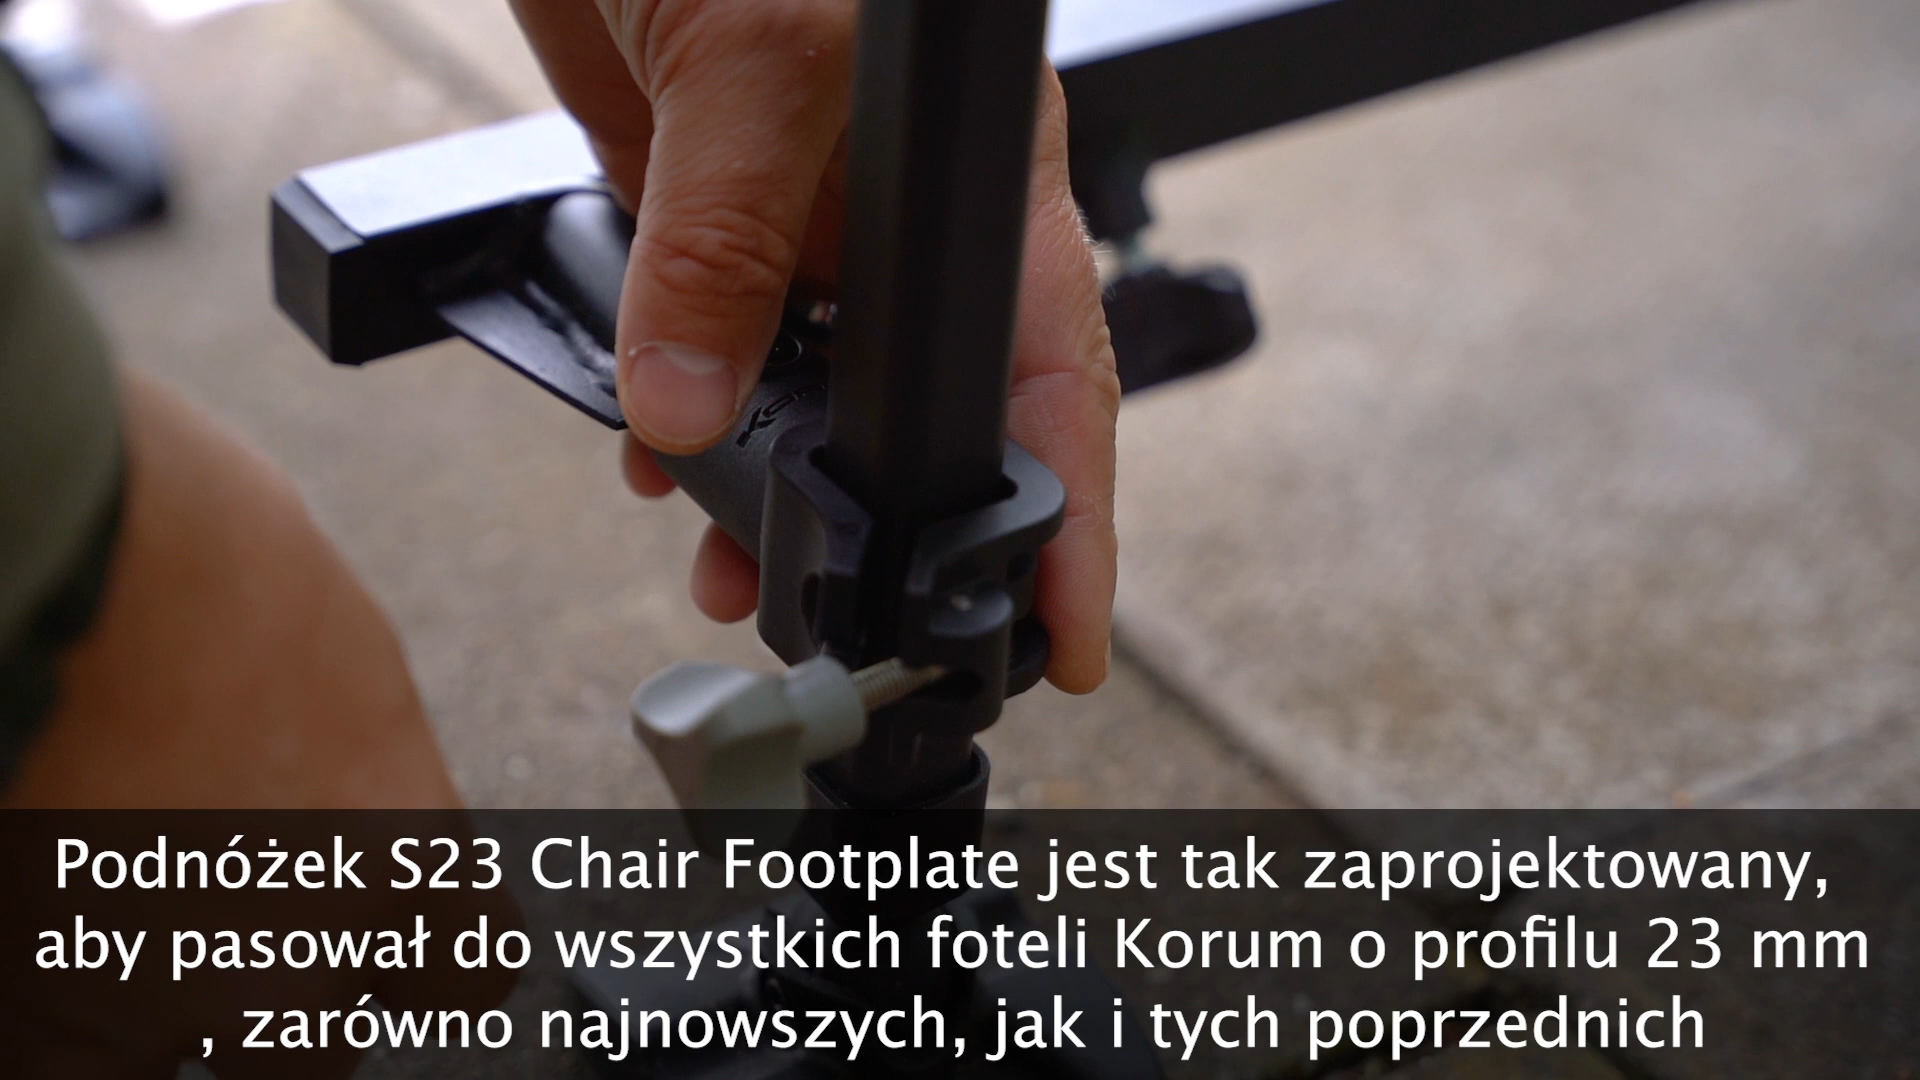 Podnóżek S23 Chair Footplate jest tak zaprojektowany,
aby pasował do wszystkich foteli Korum o profilu 23 mm
, zarówno najnowszych, jak i tych poprzednich